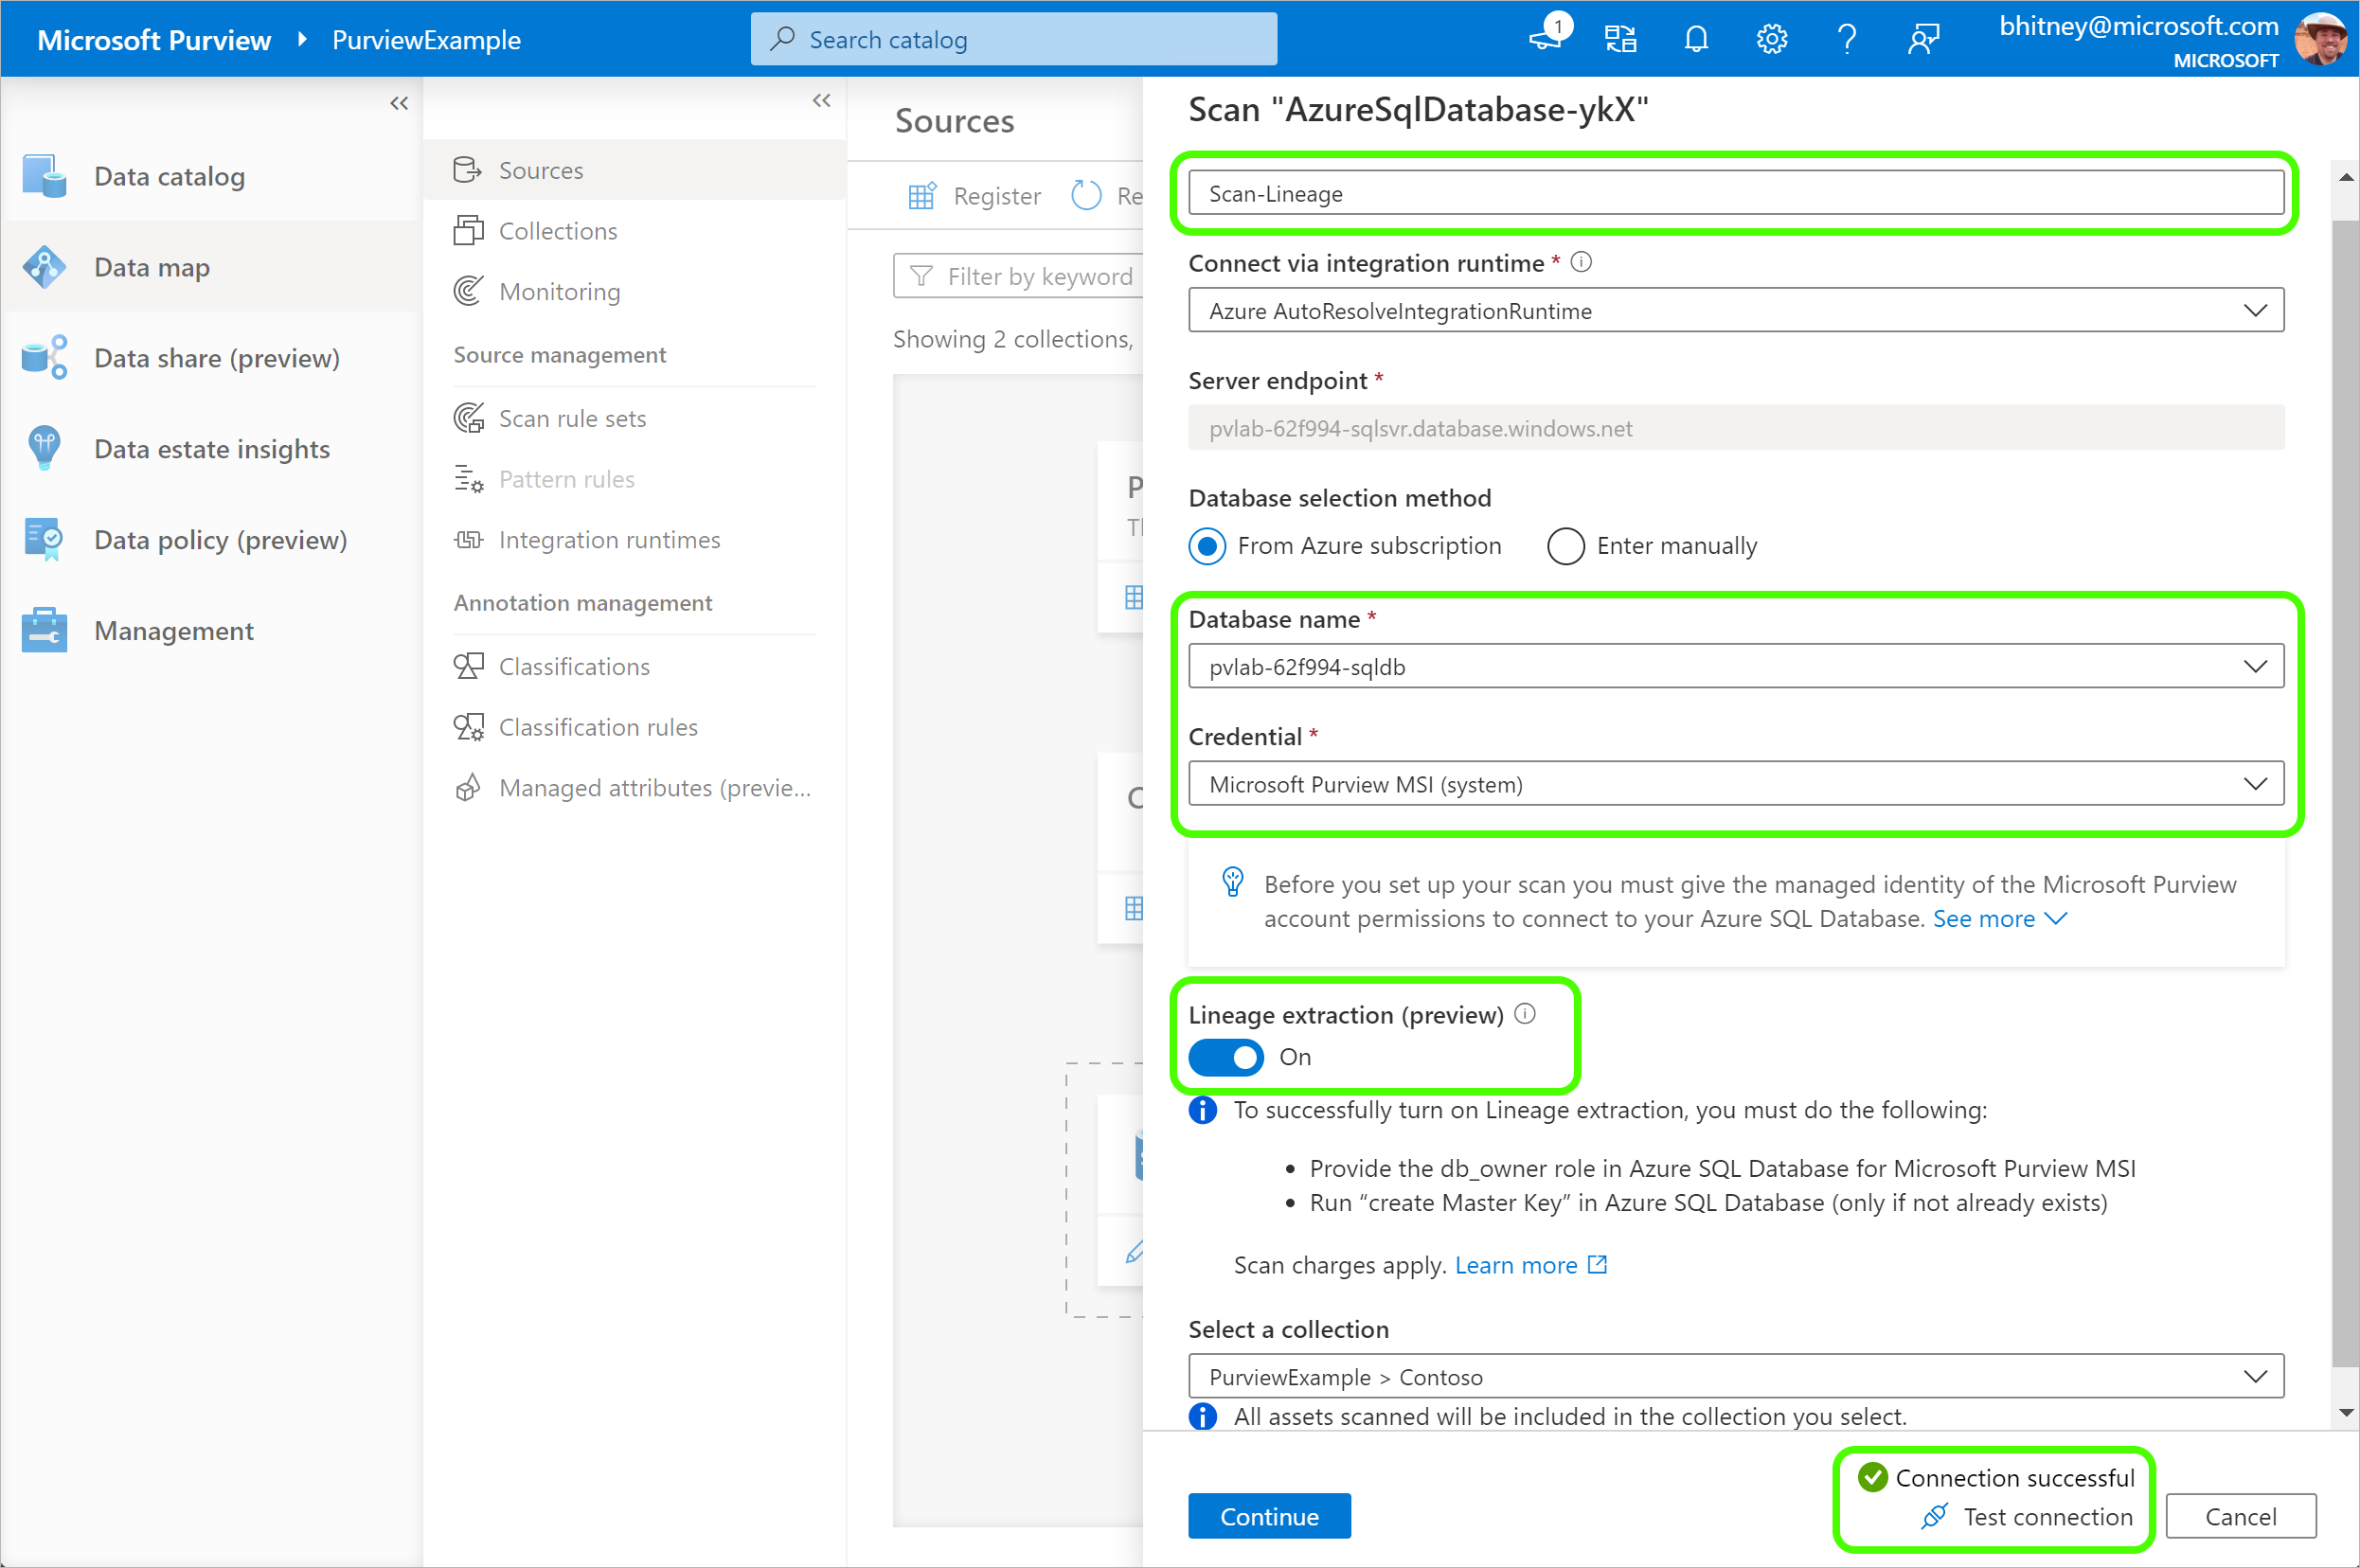 Microsoft Purview
PurviewExample
Search catalog
1
bhitney@microsoft.com
MICROSOFT
Data catalog
Data map
Data share (preview)
Data estate insights
Data policy (preview)
Management
Sources
Collections
Monitoring
Source management
Scan rule sets
Pattern rules
Integration runtimes
Annotation management
Classifications
Classification rules
Managed attributes (previe...
Sources
Register
Re
Filter by keyword
Showing 2 collections,
P
Th
C
Scan "AzureSqlDatabase-ykX"
Scan-Lineage
Connect via integration runtime *
Azure AutoResolveIntegrationRuntime
Server endpoint *
pvlab-62f994-sqlsvr.database.windows.net
Database selection method
From Azure subscription
Enter manually
Database name *
pvlab-62f994-sqldb
Credential *
Microsoft Purview MSI (system)
Before you set up your scan you must give the managed identity of the Microsoft Purview
account permissions to connect to your Azure SQL Database. See more
Lineage extraction (preview)
On
To successfully turn on Lineage extraction, you must do the following:
• Provide the db_owner role in Azure SQL Database for Microsoft Purview MSI
• Run “create Master Key” in Azure SQL Database (only if not already exists)
Scan charges apply. Learn more
Select a collection
PurviewExample > Contoso
All assets scanned will be included in the collection you select.
Connection successful
Continue
Test connection
Cancel